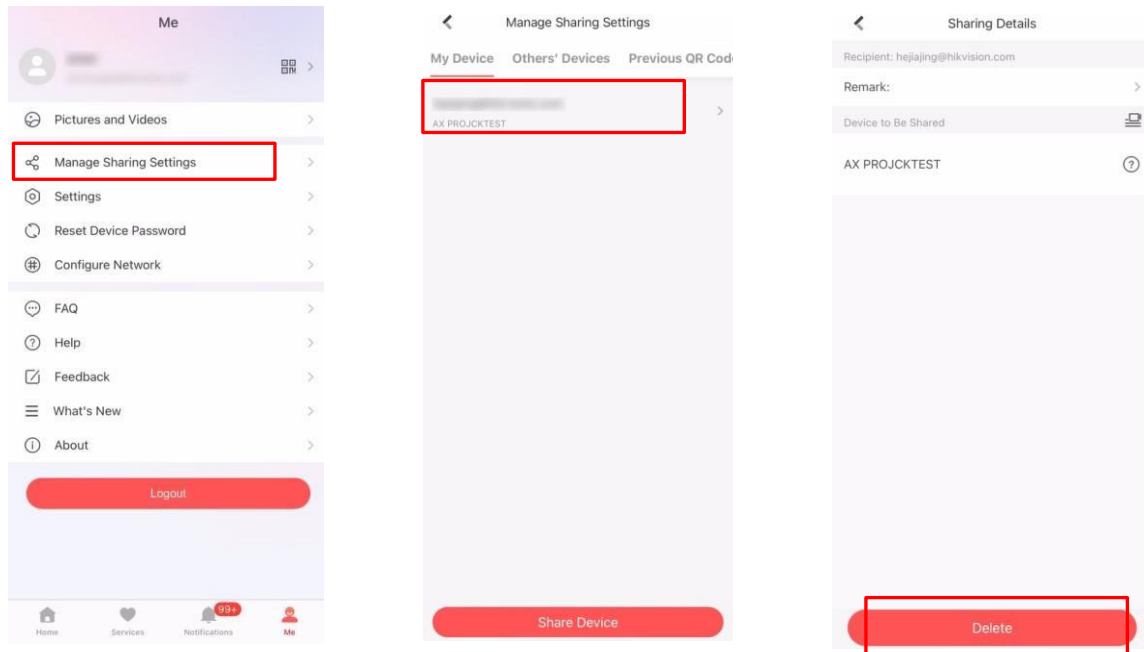 Me
Pictures and Videos
Manage Sharing Settings
Settings
Reset Device Password
Configure Network
FAQ
Help
Feedback
What's New
About
Logout
99+
Home
Services
Notifications
Me
Manage Sharing Settings
My Device
Others' Devices
Previous QR Cod
AX PROJCKTEST
Share Device
Sharing Details
Recipient: hejiajing@hikvision.com
Remark:
Device to Be Shared
AX PROJCKTEST
Delete